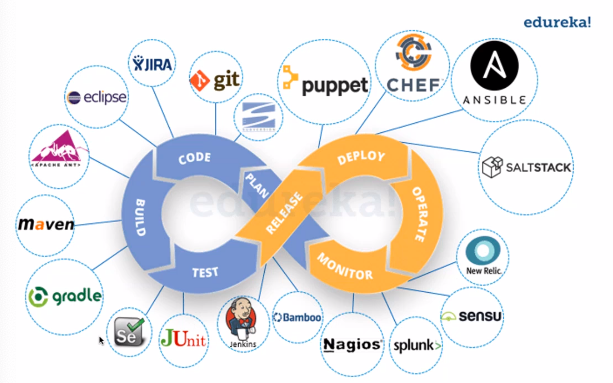 edureka!
JIRA
git
puppet
CHEF
ANSIBLE
eclipse
SUBVERSION
APACHE ANT
SALTSTACK
CODE
PLAN
DEPLOY
BUILD
edureka!
RELEASE
OPERATE
maven
TEST
MONITOR
New Relic.
gradle
Se
JUnit
Jenkins
Bamboo
Nagios®
splunk>
sensu